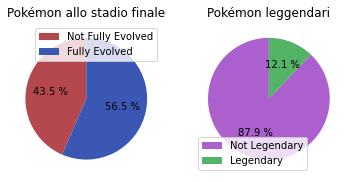 Pokémon allo stadio finale
Not Fully Evolved
Fully Evolved
43.5 %
56.5 %
Pokémon leggendari
12.1 %
87.9 %
Not Legendary
Legendary